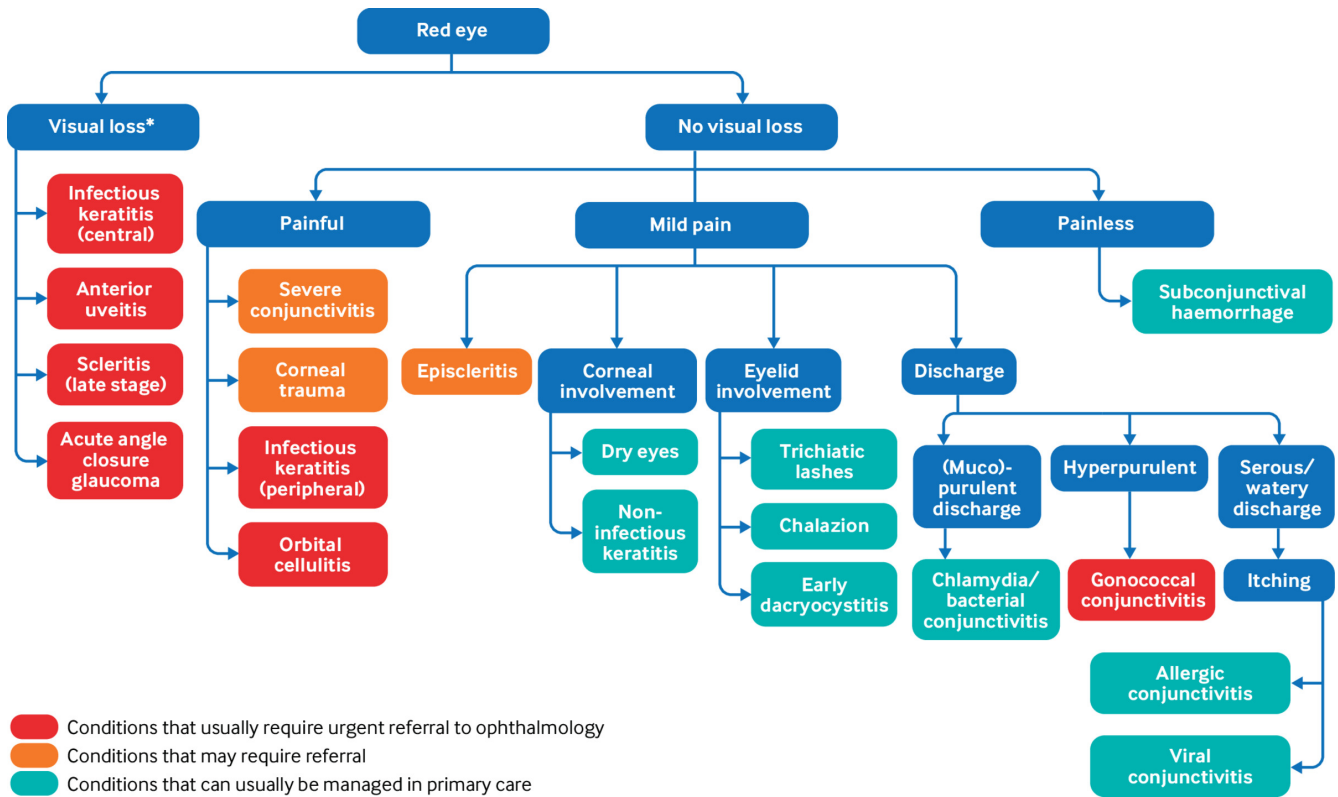 Red eye
Visual loss*
No visual loss
Infectious
keratitis
(central)
Anterior
uveitis
Scleritis
(late stage)
Acute angle
closure
glaucoma
Painful
Severe
conjunctivitis
Corneal
trauma
Infectious
keratitis
(peripheral)
Orbital
cellulitis
Mild pain
Episcleritis
Corneal
involvement
Dry eyes
Non-
infectious
keratitis
Eyelid
involvement
Trichiatic
lashes
Chalazion
Early
dacryocystitis
Discharge
(Muco)-
purulent
discharge
Chlamydia/
bacterial
conjunctivitis
Hyperpurulent
Gonococcal
conjunctivitis
Serous/
watery
discharge
Itching
Allergic
conjunctivitis
Viral
conjunctivitis
Painless
Subconjunctival
haemorrhage
Conditions that usually require urgent referral to ophthalmology
Conditions that may require referral
Conditions that can usually be managed in primary care